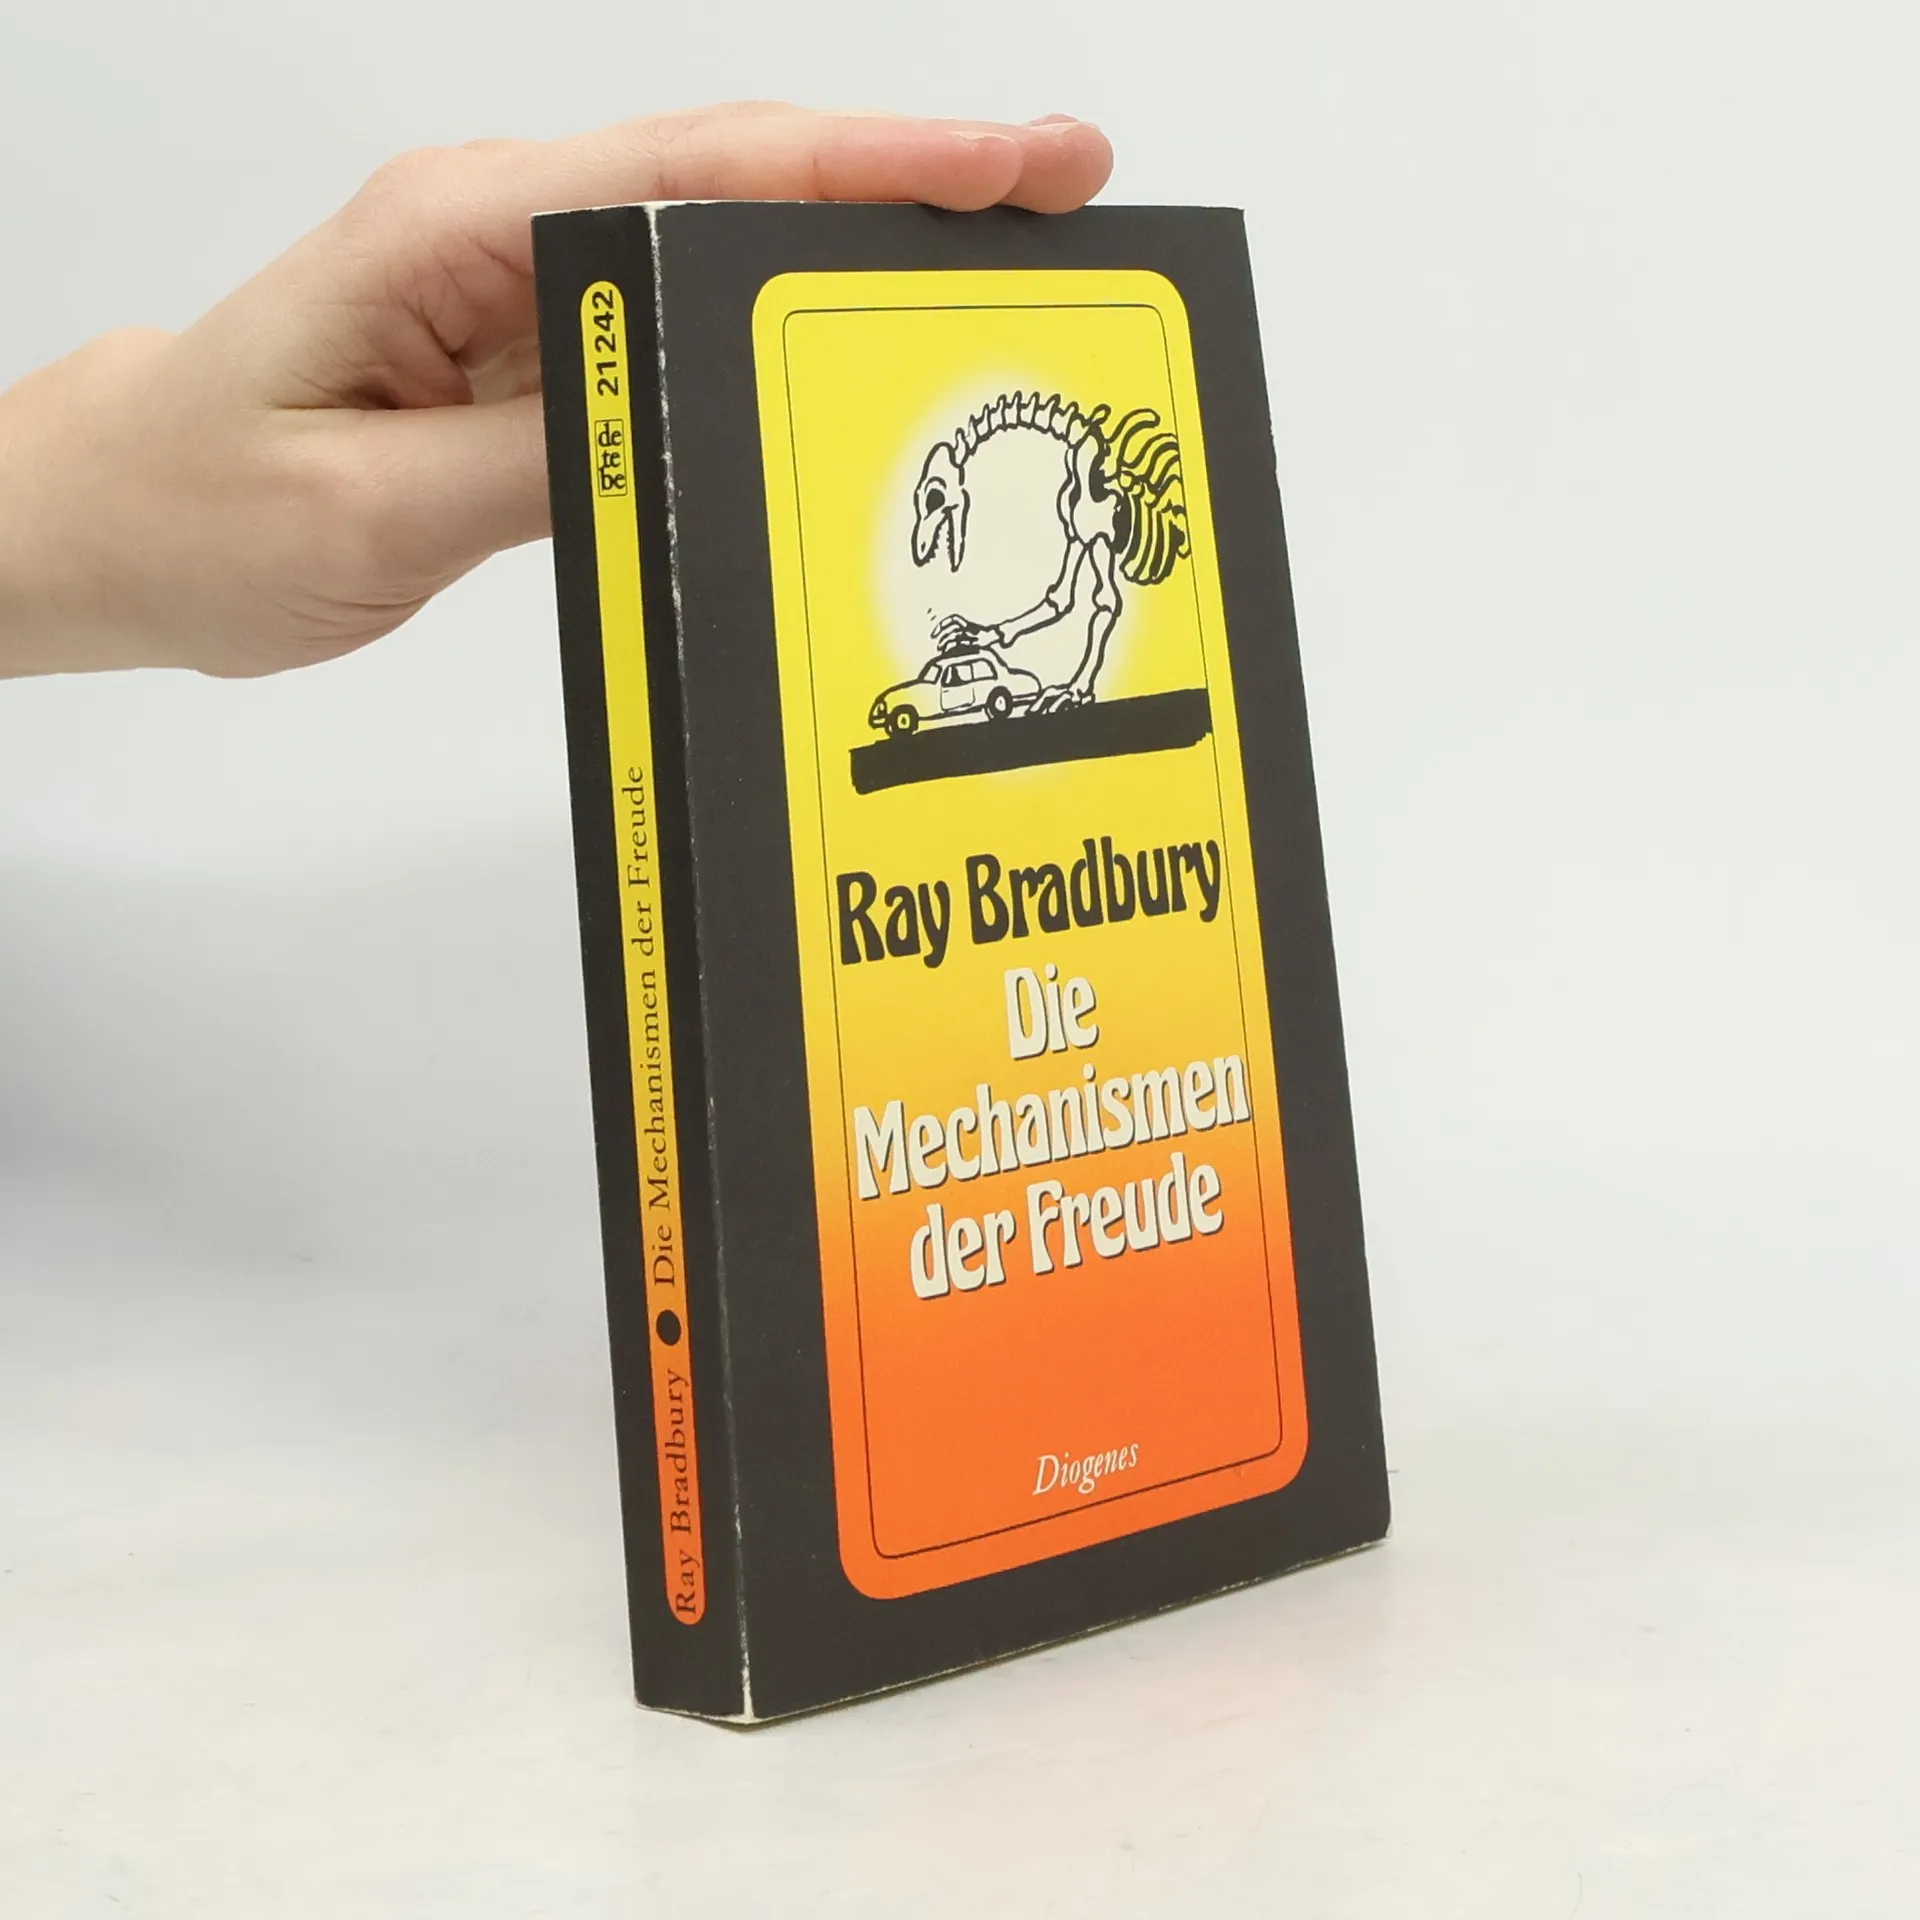 21242
de
te
be
Ray Bradbury ● Die Mechanismen der Freude
Ray Bradbury
Die
Mechanismen
der Freude
Diogenes